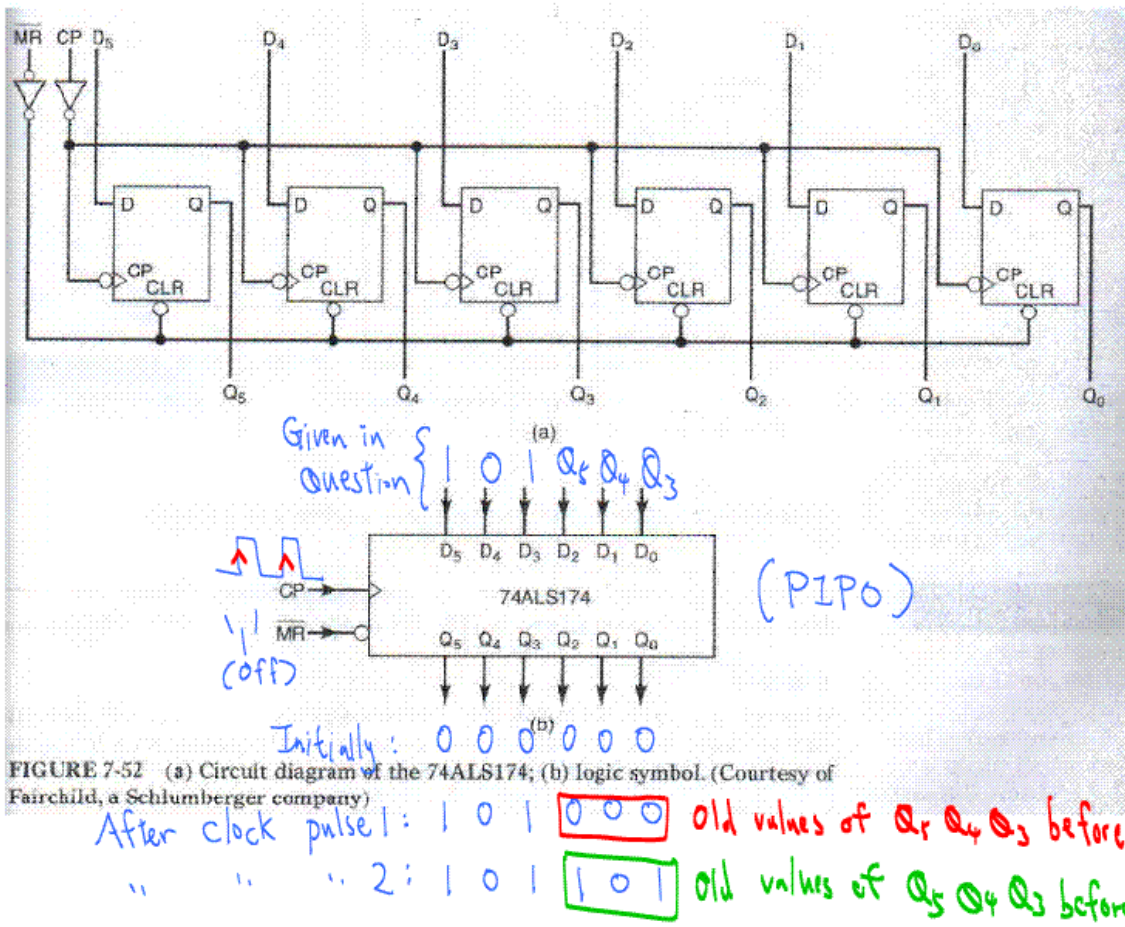 MR CP D5 D4 D3 D2 D1 D0
D Q D Q D Q D Q D Q D Q
CP CP CP CP CP CP
CLR CLR CLR CLR CLR CLR
Q5 Q4 Q3 Q2 Q1 Q0
(a)
Given in
Question { 1 0 1 Q5 Q4 Q3
D5 D4 D3 D2 D1 D0
CP 74ALS174 (PIPO)
'1' MR Q5 Q4 Q3 Q2 Q1 Q0
(off)
(b)
Initially: 0 0 0 0 0 0
FIGURE 7-52 (a) Circuit diagram of the 74ALS174; (b) logic symbol. (Courtesy of
Fairchild, a Schlumberger company)
After clock pulse 1: 1 0 1 0 0 0 Old values of Q5 Q4 Q3 before
" " " 2: 1 0 1 1 0 1 Old values of Q5 Q4 Q3 before